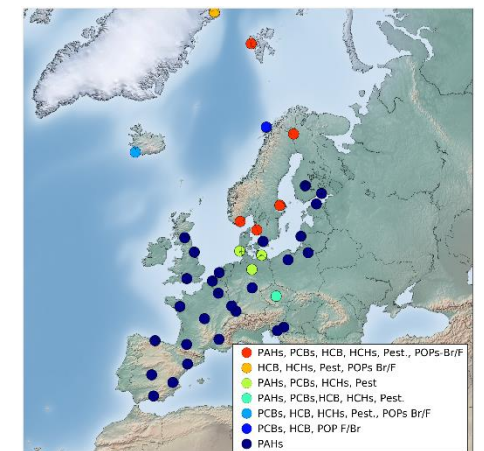 PAHs, PCBs, HCB, HCHs, Pest., POPs-Br/F
HCB, HCHs, Pest, POPs Br/F
PAHs, PCBs, HCHs, Pest
PAHs, PCBs,HCB, HCHs, Pest.
PCBs, HCB, HCHs, Pest., POPs Br/F
PCBs, HCB, POP F/Br
PAHs